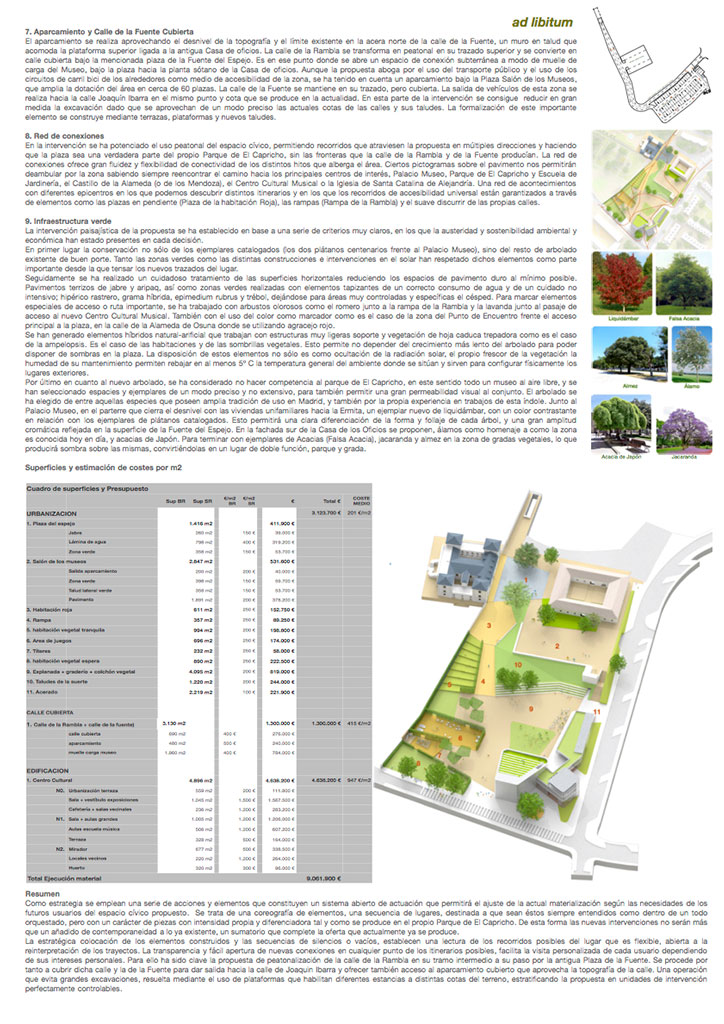 ad libitum
7. Aparcamiento y Calle de la Fuente Cubierta
El aparcamiento se realiza aprovechando el desnivel de la topografía y el límite existente en la acera norte de la calle de la Fuente, un muro en talud que
acomoda la plataforma superior ligada a la antigua Casa de oficios. La calle de la Rambla se transforma en peatonal en su trazado superior y se convierte en
calle cubierta bajo la mencionada plaza de la Fuente del Espejo. Es en ese punto donde se abre un espacio de conexión subterránea a modo de muelle de
carga del Museo, bajo la plaza hacia la planta sótano de la Casa de oficios. Aunque la propuesta aboga por el uso del transporte público y el uso de los
circuitos de carril bici de los alrededores como medio de accesibilidad de la zona, se ha tenido en cuenta un aparcamiento bajo la Plaza Salón de los Museos,
que amplia la dotación del área en cerca de 60 plazas. La calle de la Fuente se mantiene en su trazado, pero cubierta. La salida de vehículos de esta zona se
realiza hacia la calle Joaquín Ibarra en el mismo punto y cota que se produce en la actualidad. En esta parte de la intervención se consigue reducir en gran
medida la excavación dado que se aprovechan de un modo preciso las actuales cotas de las calles y sus taludes. La formalización de este importante
elemento se construye mediante terrazas, plataformas y nuevos taludes.
8. Red de conexiones
En la intervención se ha potenciado el uso peatonal del espacio cívico, permitiendo recorridos que atraviesen la propuesta en múltiples direcciones y haciendo
que la plaza sea una verdadera parte del propio Parque de El Capricho, sin las fronteras que la calle de la Rambla y de la Fuente producían. La red de
conexiones ofrece gran fluidez y flexibilidad de conectividad de los distintos hitos que alberga el área. Ciertos pictogramas sobre el pavimento nos permitirán
deambular por la zona sabiendo siempre reencontrar el camino hacia los principales centros de interés, Palacio Museo, Parque de El Capricho y Escuela de
Jardinería, el Castillo de la Alameda (o de los Mendoza), el Centro Cultural Musical o la Iglesia de Santa Catalina de Alejandría. Una red de acontecimientos
con diferentes epicentros en los que podemos descubrir distintos itinerarios y en los que los recorridos de accesibilidad universal están garantizados a través
de elementos como las plazas en pendiente (Plaza de la habitación Roja), las rampas (Rampa de la Rambla) y el suave discurrir de las propias calles.
9. Infraestructura verde
La intervención paisajística de la propuesta se ha establecido en base a una serie de criterios muy claros, en los que la austeridad y sostenibilidad ambiental y
económica han estado presentes en cada decisión.
En primer lugar la conservación no sólo de los ejemplares catalogados (los dos plátanos centenarios frente al Palacio Museo), sino del resto de arbolado
existente de buen porte. Tanto las zonas verdes como las distintas construcciones e intervenciones en el solar han respetado dichos elementos como parte
importante desde la que tensar los nuevos trazados del lugar.
Seguidamente se ha realizado un cuidadoso tratamiento de las superficies horizontales reduciendo los espacios de pavimento duro al mínimo posible.
Pavimentos terrizos de jabre y aripaq, así como zonas verdes realizadas con elementos tapizantes de un correcto consumo de agua y de un cuidado no
intensivo; hipérico rastrero, grama híbrida, epimedium rubrus y trébol, dejándose para áreas muy controladas y específicas el césped. Para marcar elementos
especiales de acceso o ruta importante, se ha trabajado con arbustos olorosos como el romero junto a la rampa de la Rambla y la lavanda junto al pasaje de
acceso al nuevo Centro Cultural Musical. También con el uso del color como marcador como es el caso de la zona del Punto de Encuentro frente el acceso
principal a la plaza, en la calle de la Alameda de Osuna donde se utilizando agracejo rojo.
Se han generado elementos híbridos natural-arificial que trabajan con estructuras muy ligeras soporte y vegetación de hoja caduca trepadora como es el caso
de la ampelopsis. Es el caso de las habitaciones y de las sombrillas vegetales. Esto permite no depender del crecimiento más lento del arbolado para poder
disponer de sombras en la plaza. La disposición de estos elementos no sólo es como ocultación de la radiación solar, el propio frescor de la vegetación la
humedad de su mantenimiento permiten rebajar en al menos 5º C la temperatura general del ambiente donde se sitúan y sirven para configurar físicamente los
lugares exteriores.
Por último en cuanto al nuevo arbolado, se ha considerado no hacer competencia al parque de El Capricho, en este sentido todo un museo al aire libre, y se
han seleccionado espacios y ejemplares de un modo preciso y no extensivo, para también permitir una gran permeabilidad visual al conjunto. El arbolado se
ha elegido de entre aquellas especies que poseen amplia tradición de uso en Madrid, y también por la propia experiencia en trabajos de esta índole. Junto al
Palacio Museo, en el parterre que cierra el desnivel con las viviendas unifamiliares hacia la Ermita, un ejemplar nuevo de liquidámbar, con un color contrastante
en relación con los ejemplares de plátanos catalogados. Esto permitirá una clara diferenciación de la forma y follaje de cada árbol, y una gran amplitud
cromática reflejada en la superficie de la Fuente del Espejo. En la fachada sur de la Casa de los Oficios se proponen, álamos como homenaje a como la zona
es conocida hoy en día, y acacias de Japón. Para terminar con ejemplares de Acacias (Falsa Acacia), jacaranda y almez en la zona de gradas vegetales, lo que
producirá sombra sobre las mismas, convirtiéndolas en un lugar de doble función, parque y grada.
Liquidámbar
Falsa Acacia
Almez
Álamo
Acacia de Japón
Jacaranda
Superficies y estimación de costes por m2
Cuadro de superficies y Presupuesto
Sup BR Sup SR €/m2 BR €/m2 SR € Total € COSTE MEDIO
URBANIZACION 3.123.700 € 201 €/m2
1. Plaza del espejo 1.416 m2 411.900 €
Jabre 260 m2 150 € 39.000 €
Lámina de agua 798 m2 400 € 319.200 €
Zona verde 358 m2 150 € 53.700 €
2. Salón de los museos 2.847 m2 531.600 €
Salida aparcamiento 200 m2 200 € 40.000 €
Zona verde 398 m2 150 € 59.700 €
Talud lateral verde 358 m2 150 € 53.700 €
Pavimento 1.891 m2 200 € 378.200 €
3. Habitación roja 611 m2 250 € 152.750 €
4. Rampa 357 m2 250 € 89.250 €
5. habitación vegetal tranquila 994 m2 200 € 198.800 €
6. Area de juegos 696 m2 250 € 174.000 €
7. Titeres 232 m2 250 € 58.000 €
8. habitación vegetal espera 890 m2 250 € 222.500 €
9. Esplanada + graderío + colchón vegetal 4.095 m2 200 € 819.000 €
10. Taludes de la suerte 1.220 m2 200 € 244.000 €
11. Acerado 2.219 m2 100 € 221.900 €
CALLE CUBIERTA
1. Calle de la Rambla + calle de la fuente) 3.130 m2 1.300.000 € 1.300.000 € 415 €/m2
calle cubierta 690 m2 400 € 276.000 €
aparcamiento 480 m2 500 € 240.000 €
muelle carga museo 1.960 m2 400 € 784.000 €
EDIFICACION
1. Centro Cultural 4.898 m2 4.638.200 € 4.638.200 € 947 €/m2
N0. Urbanización terraza 559 m2 200 € 111.800 €
Sala + vestíbulo exposiciones 1.045 m2 1.500 € 1.567.500 €
Cafetería + salas vecinales 236 m2 1.200 € 283.200 €
N1. Sala + aulas grandes 1.005 m2 1.200 € 1.206.000 €
Aulas escuela música 506 m2 1.200 € 607.200 €
Terraza 328 m2 500 € 164.000 €
N2. Mirador 677 m2 500 € 338.500 €
Locales vecinos 220 m2 1.200 € 264.000 €
Huerto 320 m2 300 € 96.000 €
Total Ejecución material 9.061.900 €
1
2
3
4
5
6
8
9
10
11
Resumen
Como estrategia se emplean una serie de acciones y elementos que constituyen un sistema abierto de actuación que permitirá el ajuste de la actual materialización según las necesidades de los
futuros usuarios del espacio cívico propuesto. Se trata de una coreografía de elementos, una secuencia de lugares, destinada a que sean éstos siempre entendidos como dentro de un todo
orquestado, pero con un carácter de piezas con intensidad propia y diferenciadora tal y como se produce en el propio Parque de El Capricho. De esta forma las nuevas intervenciones no serán más
que un añadido de contemporaneidad a lo ya existente, un sumatorio que complete la oferta que actualmente ya se produce.
La estratégica colocación de los elementos construidos y las secuencias de silencios o vacíos, establecen una lectura de los recorridos posibles del lugar que es flexible, abierta a la
reinterpretación de los trayectos. La transparencia y fácil apertura de nuevas conexiones en cualquier punto de los itinerarios posibles, facilita la visita personalizada de cada usuario dependiendo
de sus intereses personales. Para ello ha sido clave la propuesta de peatonalización de la calle de la Rambla en su tramo intermedio a su paso por la antigua Plaza de la Fuente. Se procede por
tanto a cubrir dicha calle y la de la Fuente para dar salida hacia la calle de Joaquin Ibarra y ofrecer también acceso al aparcamiento cubierto que aprovecha la topografía de la calle. Una operación
que evita grandes excavaciones, resuelta mediante el uso de plataformas que habilitan diferentes estancias a distintas cotas del terreno, estratificando la propuesta en unidades de intervención
perfectamente controlables.